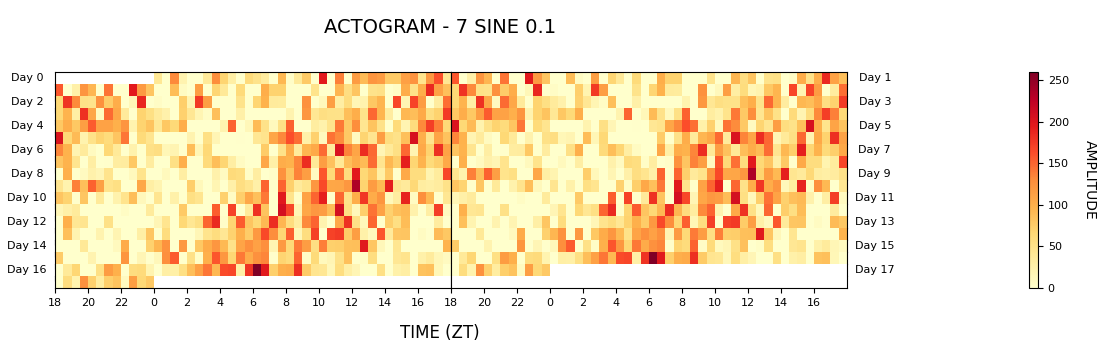 ACTOGRAM - 7 SINE 0.1
Day 0
Day 2
Day 4
Day 6
Day 8
Day 10
Day 12
Day 14
Day 16
Day 1
Day 3
Day 5
Day 7
Day 9
Day 11
Day 13
Day 15
Day 17
18 20 22 0 2 4 6 8 10 12 14 16 18 20 22 0 2 4 6 8 10 12 14 16
TIME (ZT)
250
200
150
100
50
0
AMPLITUDE